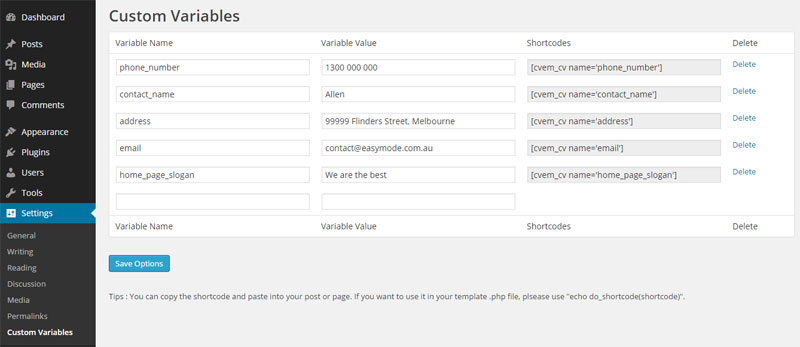 Dashboard
Posts
Media
Pages
Comments
Appearance
Plugins
Users
Tools
Settings
General
Writing
Reading
Discussion
Media
Permalinks
Custom Variables
Custom Variables
Variable Name Variable Value Shortcodes Delete
phone_number 1300 000 000 [cvem_cv name='phone_number'] Delete
contact_name Allen [cvem_cv name='contact_name'] Delete
address 99999 Flinders Street, Melbourne [cvem_cv name='address'] Delete
email contact@easymode.com.au [cvem_cv name='email'] Delete
home_page_slogan We are the best [cvem_cv name='home_page_slogan'] Delete
Variable Name Variable Value Shortcodes Delete
Save Options
Tips : You can copy the shortcode and paste into your post or page. If you want to use it in your template .php file, please use "echo do_shortcode(shortcode)".